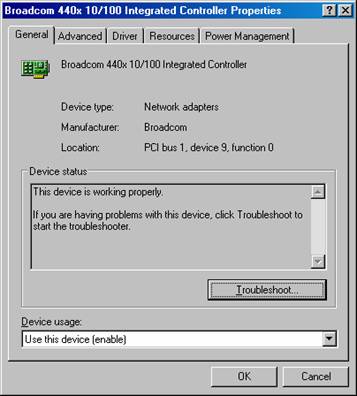 Broadcom 440x 10/100 Integrated Controller Properties
General Advanced Driver Resources Power Management
Broadcom 440x 10/100 Integrated Controller
Device type: Network adapters
Manufacturer: Broadcom
Location: PCI bus 1, device 9, function 0
Device status
This device is working properly.
If you are having problems with this device, click Troubleshoot to
start the troubleshooter.
Troubleshoot...
Device usage:
Use this device (enable)
OK Cancel